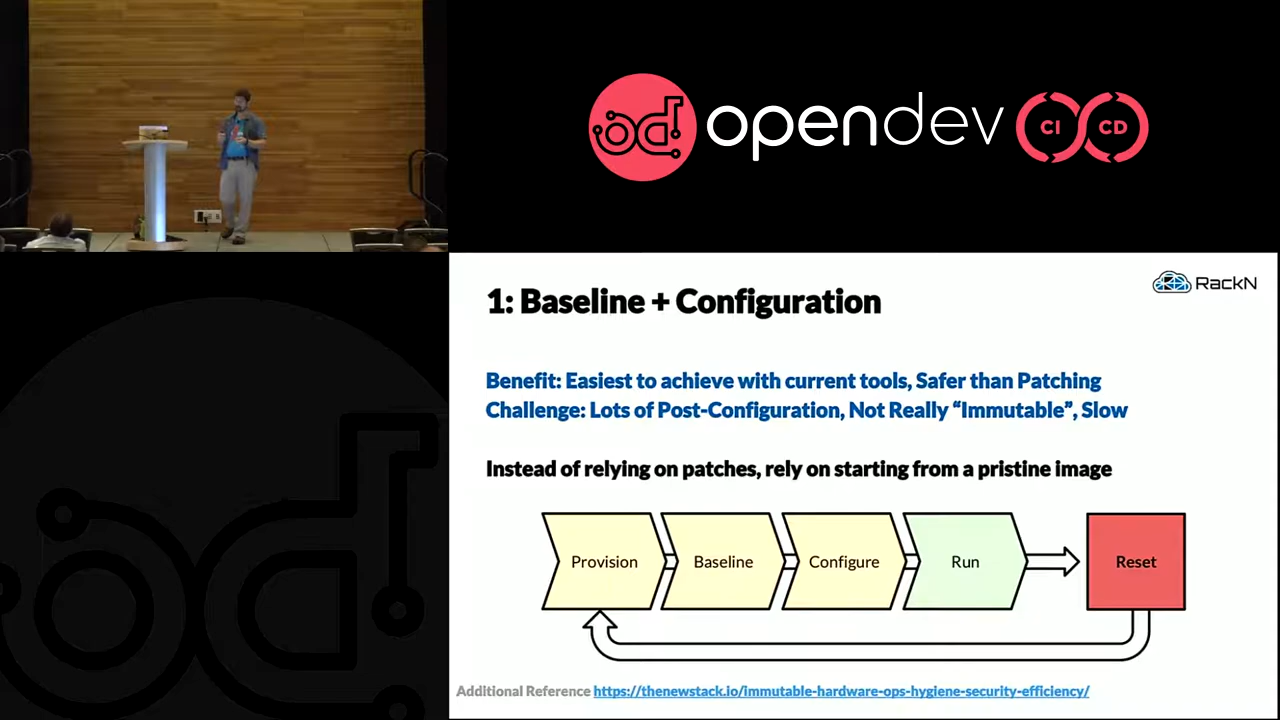 opendev
CI
CD
RackN
1: Baseline + Configuration
Benefit: Easiest to achieve with current tools, Safer than Patching
Challenge: Lots of Post-Configuration, Not Really “Immutable”, Slow
Instead of relying on patches, rely on starting from a pristine image
Provision
Baseline
Configure
Run
Reset
Additional Reference https://thenewstack.io/immutable-hardware-ops-hygiene-security-efficiency/